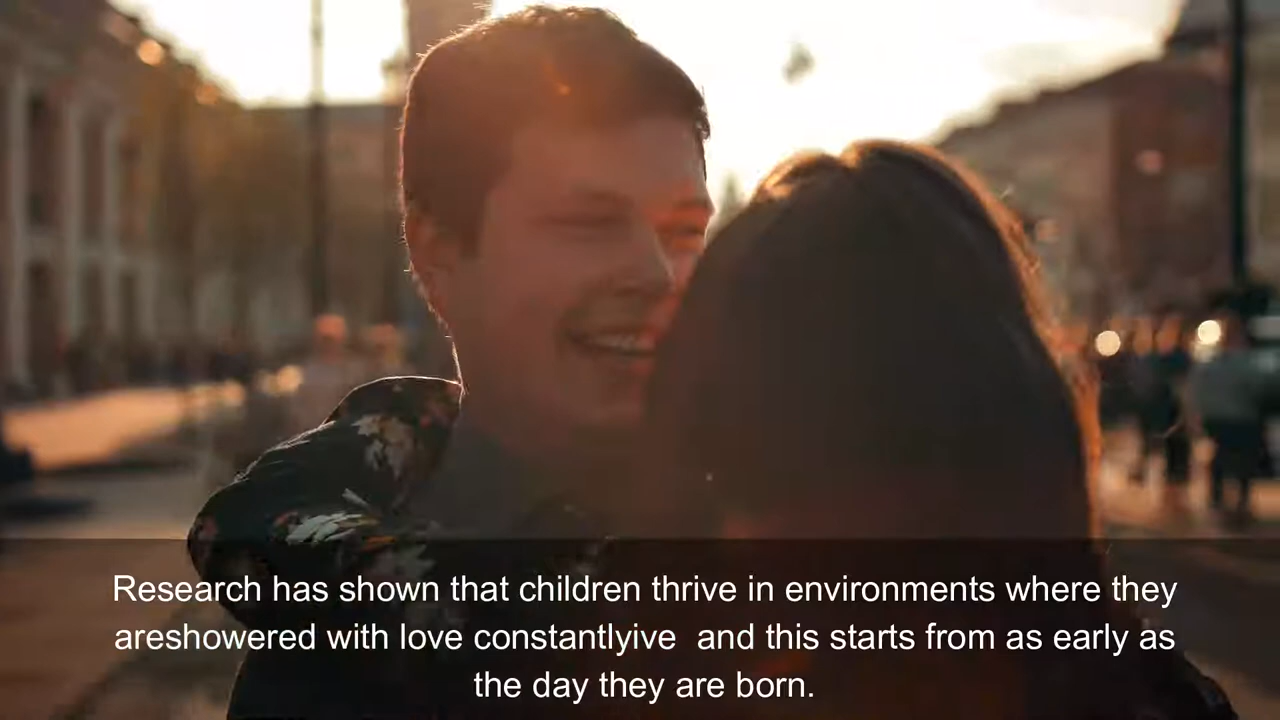 Research has shown that children thrive in environments where they
areshowered with love constantlyive  and this starts from as early as
the day they are born.